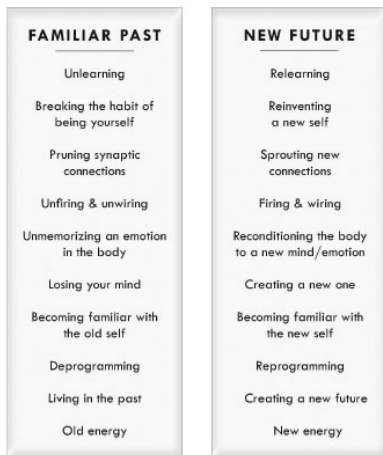 FAMILIAR PAST
Unlearning
Breaking the habit of
being yourself
Pruning synaptic
connections
Unfiring & unwiring
Unmemorizing an emotion
in the body
Losing your mind
Becoming familiar with
the old self
Deprogramming
Living in the past
Old energy
NEW FUTURE
Relearning
Reinventing
a new self
Sprouting new
connections
Firing & wiring
Reconditioning the body
to a new mind/emotion
Creating a new one
Becoming familiar with
the new self
Reprogramming
Creating a new future
New energy